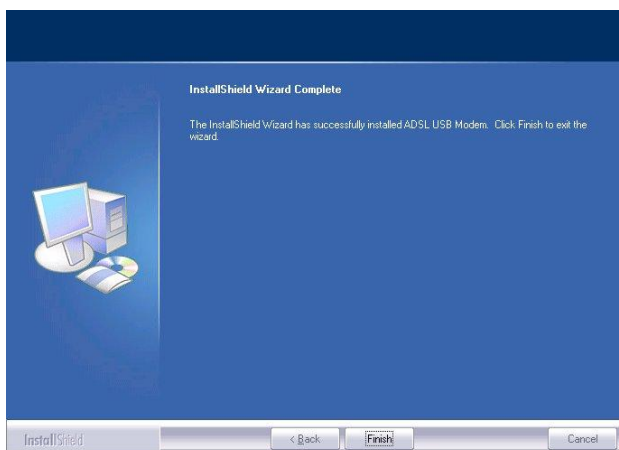 InstallShield Wizard Complete
The InstallShield Wizard has successfully installed ADSL USB Modem. Click Finish to exit the
wizard.
InstallShield
< Back
Finish
Cancel